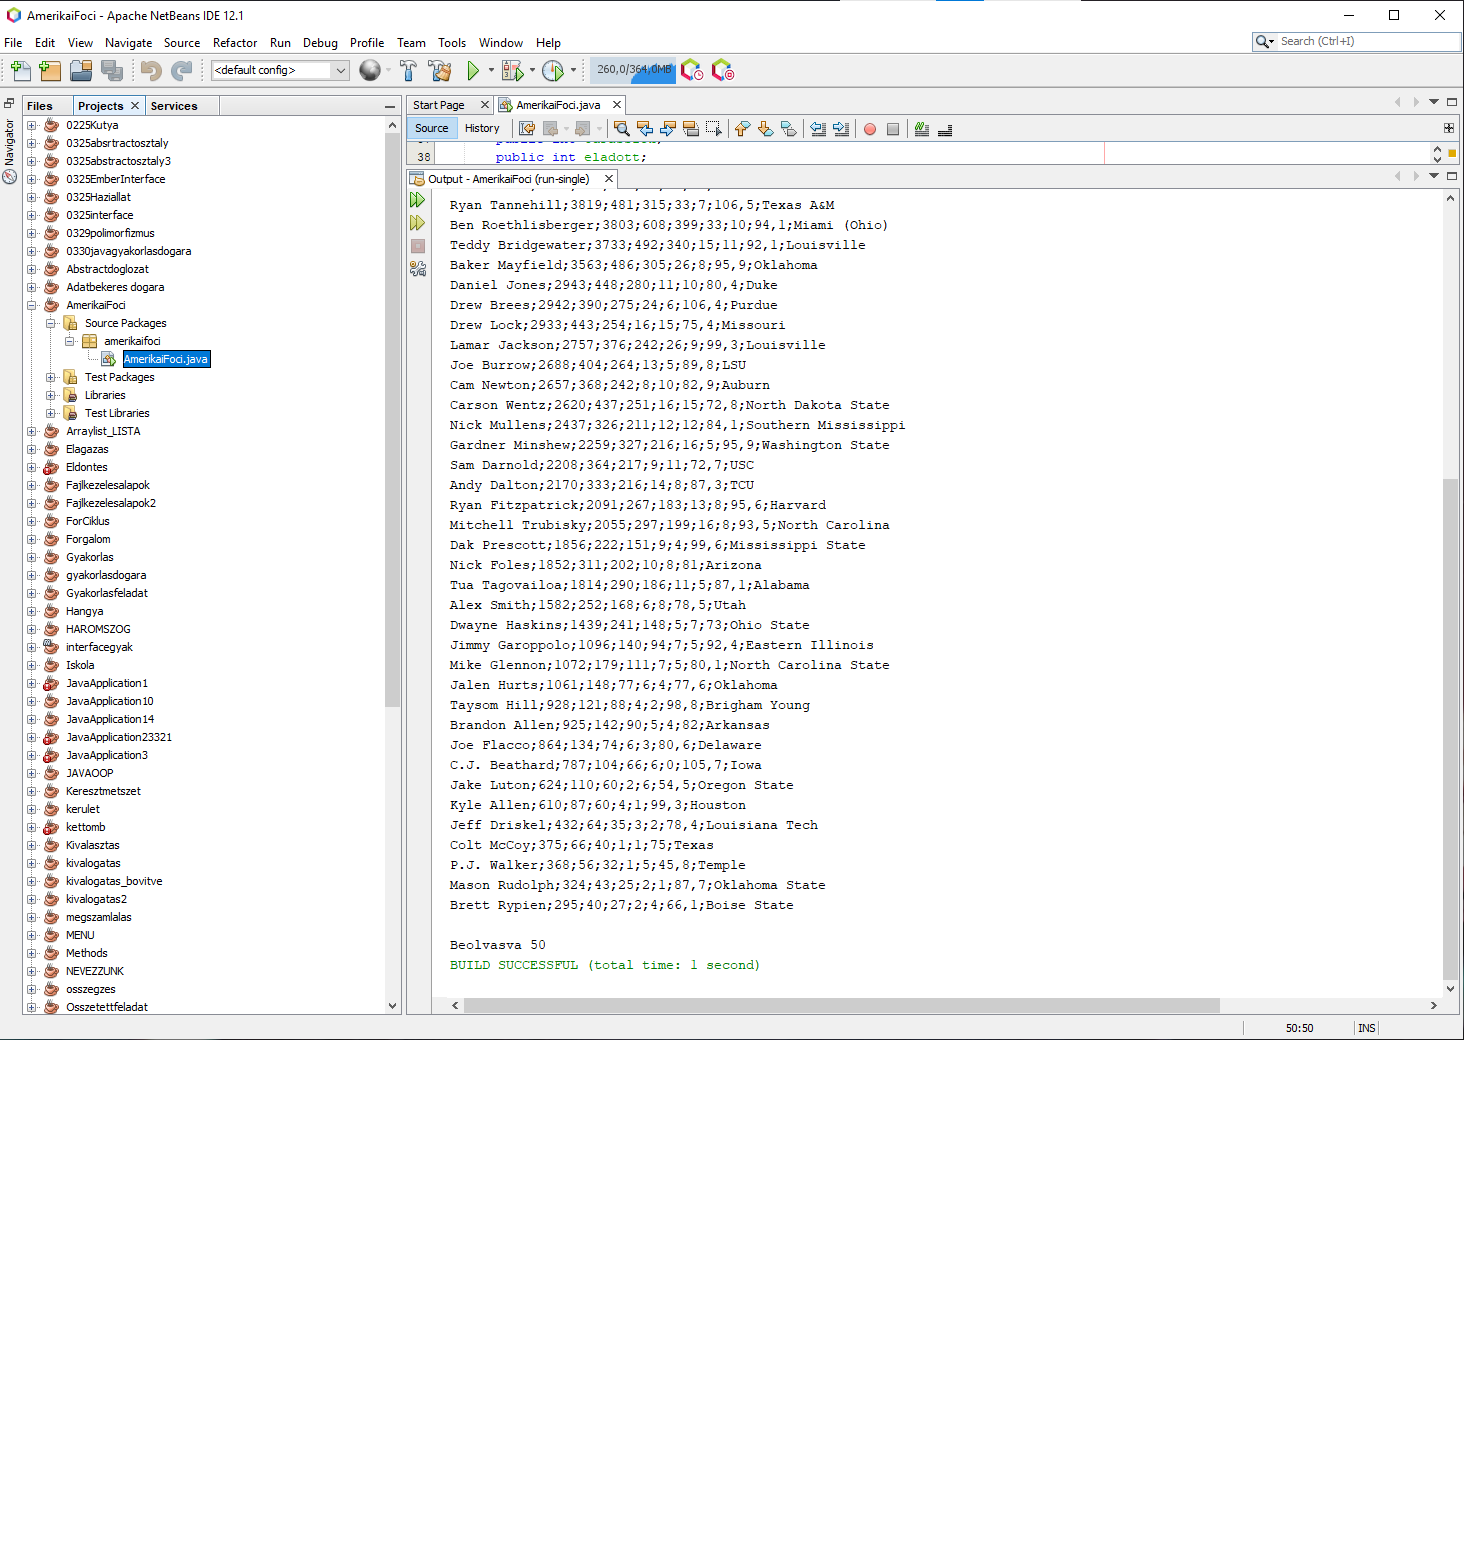 AmerikaiFoci - Apache NetBeans IDE 12.1
File Edit View Navigate Source Refactor Run Debug Profile Team Tools Window Help
Search (Ctrl+I)
<default config>
260,0/364,0MB
Navigator
Files Projects Services
0225Kutya
0325absrtractosztaly
0325abstractosztaly3
0325EmberInterface
0325Haziallat
0325interface
0329polimorfizmus
0330javagyakorlasdogara
Abstractdoglozat
Adatbekeres dogara
AmerikaiFoci
Source Packages
amerikaifoci
AmerikaiFoci.java
Test Packages
Libraries
Test Libraries
Arraylist_LISTA
Elagazas
Eldontes
Fajlkezelesalapok
Fajlkezelesalapok2
ForCiklus
Forgalom
Gyakorlas
gyakorlasdogara
Gyakorlasfeladat
Hangya
HAROMSZOG
interfacegyak
Iskola
JavaApplication1
JavaApplication10
JavaApplication14
JavaApplication23321
JavaApplication3
JAVAOOP
Keresztmetszet
kerulet
kettomb
Kivalasztas
kivalogatas
kivalogatas_bovitve
kivalogatas2
megszamlalas
MENU
Methods
NEVEZZUNK
osszegzes
Osszetettfeladat
Start Page AmerikaiFoci.java
Source History
38 public int eladott;
Output - AmerikaiFoci (run-single)
Ryan Tannehill;3819;481;315;33;7;106,5;Texas A&M
Ben Roethlisberger;3803;608;399;33;10;94,1;Miami (Ohio)
Teddy Bridgewater;3733;492;340;15;11;92,1;Louisville
Baker Mayfield;3563;486;305;26;8;95,9;Oklahoma
Daniel Jones;2943;448;280;11;10;80,4;Duke
Drew Brees;2942;390;275;24;6;106,4;Purdue
Drew Lock;2933;443;254;16;15;75,4;Missouri
Lamar Jackson;2757;376;242;26;9;99,3;Louisville
Joe Burrow;2688;404;264;13;5;89,8;LSU
Cam Newton;2657;368;242;8;10;82,9;Auburn
Carson Wentz;2620;437;251;16;15;72,8;North Dakota State
Nick Mullens;2437;326;211;12;12;84,1;Southern Mississippi
Gardner Minshew;2259;327;216;16;5;95,9;Washington State
Sam Darnold;2208;364;217;9;11;72,7;USC
Andy Dalton;2170;333;216;14;8;87,3;TCU
Ryan Fitzpatrick;2091;267;183;13;8;95,6;Harvard
Mitchell Trubisky;2055;297;199;16;8;93,5;North Carolina
Dak Prescott;1856;222;151;9;4;99,6;Mississippi State
Nick Foles;1852;311;202;10;8;81;Arizona
Tua Tagovailoa;1814;290;186;11;5;87,1;Alabama
Alex Smith;1582;252;168;6;8;78,5;Utah
Dwayne Haskins;1439;241;148;5;7;73;Ohio State
Jimmy Garoppolo;1096;140;94;7;5;92,4;Eastern Illinois
Mike Glennon;1072;179;111;7;5;80,1;North Carolina State
Jalen Hurts;1061;148;77;6;4;77,6;Oklahoma
Taysom Hill;928;121;88;4;2;98,8;Brigham Young
Brandon Allen;925;142;90;5;4;82;Arkansas
Joe Flacco;864;134;74;6;3;80,6;Delaware
C.J. Beathard;787;104;66;6;0;105,7;Iowa
Jake Luton;624;110;60;2;6;54,5;Oregon State
Kyle Allen;610;87;60;4;1;99,3;Houston
Jeff Driskel;432;64;35;3;2;78,4;Louisiana Tech
Colt McCoy;375;66;40;1;1;75;Texas
P.J. Walker;368;56;32;1;5;45,8;Temple
Mason Rudolph;324;43;25;2;1;87,7;Oklahoma State
Brett Rypien;295;40;27;2;4;66,1;Boise State
Beolvasva 50
BUILD SUCCESSFUL (total time: 1 second)
50:50 INS